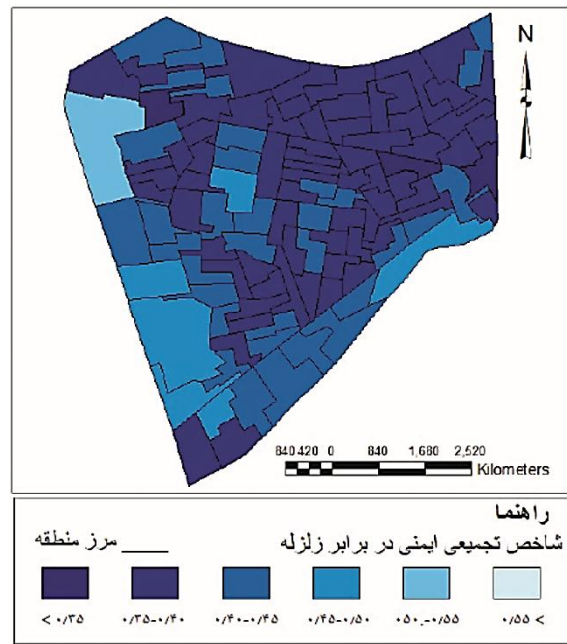 N
840 420 0 840 1,680 2,520
Kilometers
راهنما
شاخص تجمیعی ایمنی در برابر زلزله
مرز منطقه
< ۰/۳۵ ۰/۳۵-۰/۴۰ ۰/۴۰-۰/۴۵ ۰/۴۵-۰/۵۰ ۰۵۰.-۰/۵۵ ۰/۵۵ <